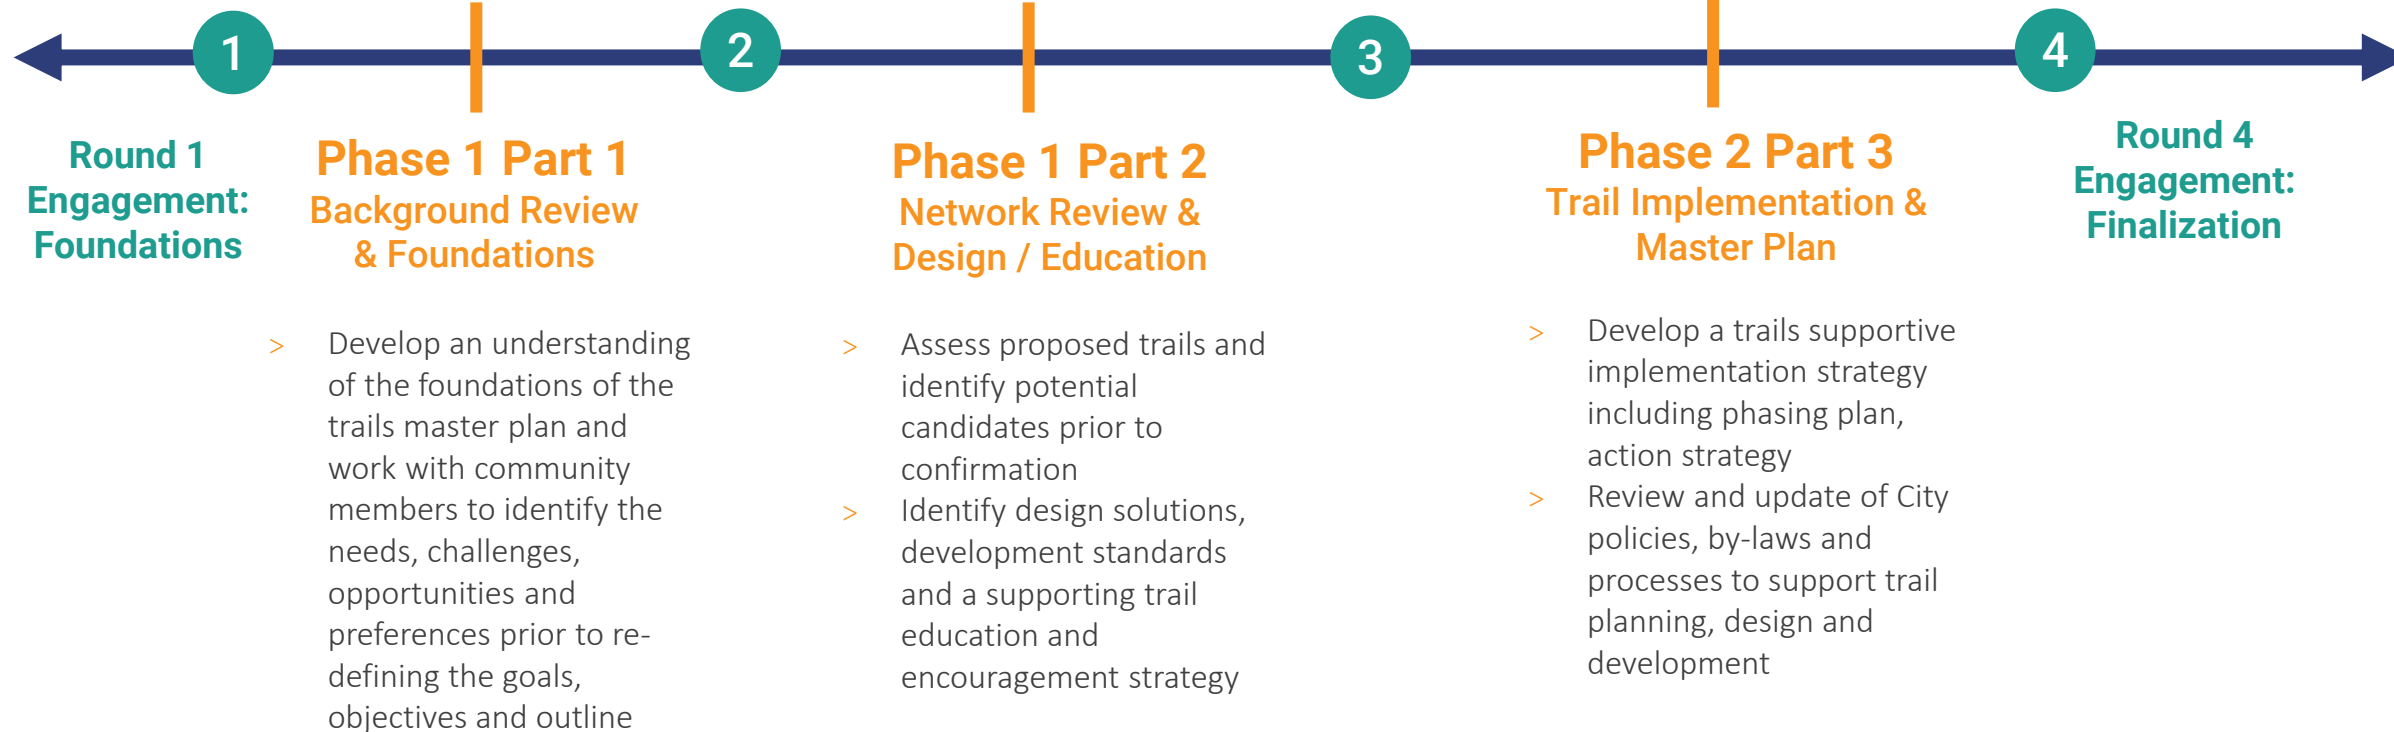 1
2
3
4
Round 1
Engagement:
Foundations
Phase 1 Part 1
Background Review
& Foundations
> Develop an understanding
of the foundations of the
trails master plan and
work with community
members to identify the
needs, challenges,
opportunities and
preferences prior to re-
defining the goals,
objectives and outline
Phase 1 Part 2
Network Review &
Design / Education
> Assess proposed trails and
identify potential
candidates prior to
confirmation
> Identify design solutions,
development standards
and a supporting trail
education and
encouragement strategy
Phase 2 Part 3
Trail Implementation &
Master Plan
> Develop a trails supportive
implementation strategy
including phasing plan,
action strategy
> Review and update of City
policies, by-laws and
processes to support trail
planning, design and
development
Round 4
Engagement:
Finalization